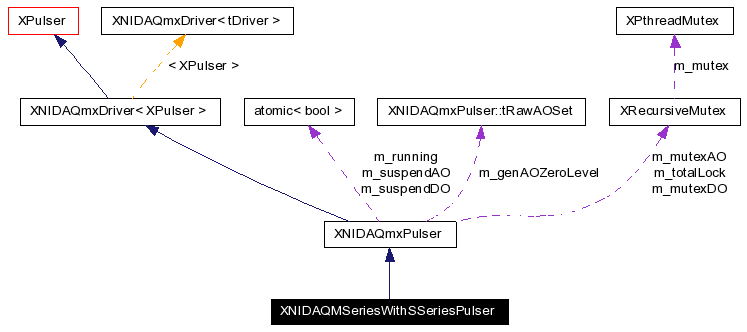 XPulser
XNIDAQmxDriver< tDriver >
XPthreadMutex
< XPulser >
m_mutex
XNIDAQmxDriver< XPulser >
atomic< bool >
XNIDAQmxPulser::tRawAOSet
XRecursiveMutex
m_running
m_suspendAO
m_suspendDO
m_genAOZeroLevel
m_mutexAO
m_totalLock
m_mutexDO
XNIDAQmxPulser
XNIDAQMSeriesWithSSeriesPulser